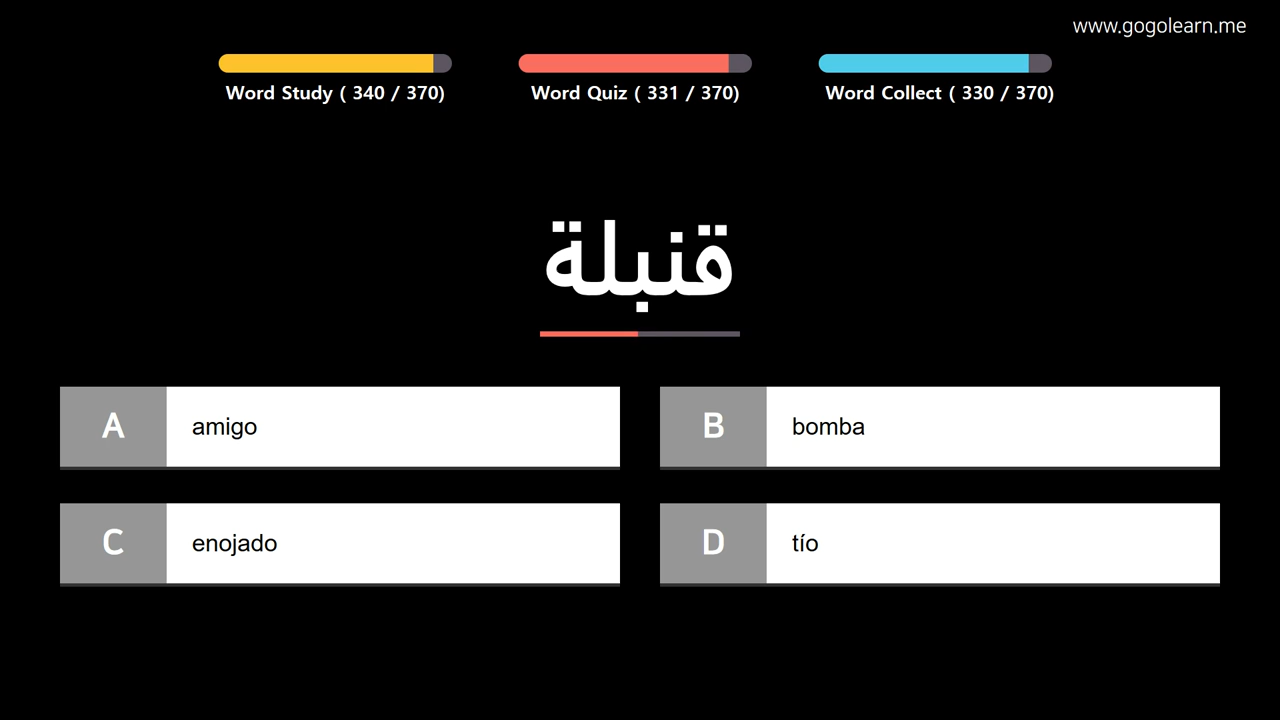 www.gogolearn.me
Word Study ( 340 / 370)
Word Quiz ( 331 / 370)
Word Collect ( 330 / 370)
قنبلة
A amigo
B bomba
C enojado
D tío